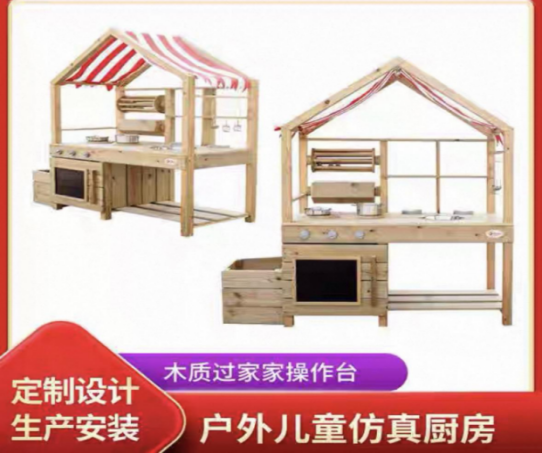 木质过家家操作台
定制设计
生产安装
户外儿童仿真厨房